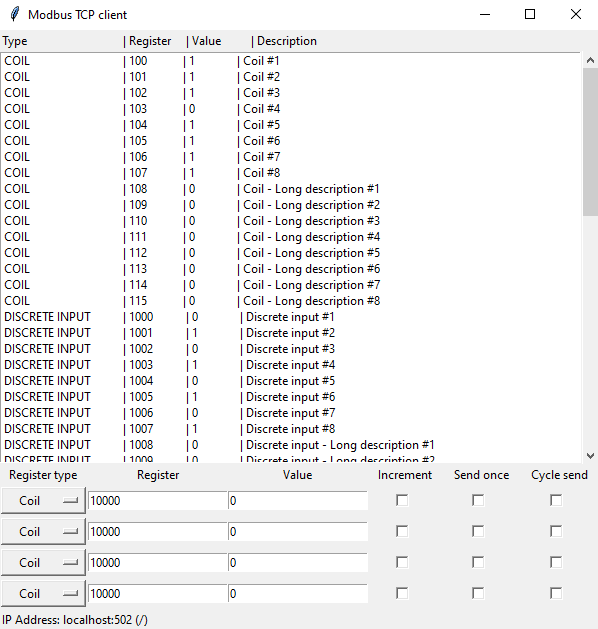 Modbus TCP client
Type | Register | Value | Description
COIL | 100 | 1 | Coil #1
COIL | 101 | 1 | Coil #2
COIL | 102 | 1 | Coil #3
COIL | 103 | 0 | Coil #4
COIL | 104 | 1 | Coil #5
COIL | 105 | 1 | Coil #6
COIL | 106 | 1 | Coil #7
COIL | 107 | 1 | Coil #8
COIL | 108 | 0 | Coil - Long description #1
COIL | 109 | 0 | Coil - Long description #2
COIL | 110 | 0 | Coil - Long description #3
COIL | 111 | 0 | Coil - Long description #4
COIL | 112 | 0 | Coil - Long description #5
COIL | 113 | 0 | Coil - Long description #6
COIL | 114 | 0 | Coil - Long description #7
COIL | 115 | 0 | Coil - Long description #8
DISCRETE INPUT | 1000 | 0 | Discrete input #1
DISCRETE INPUT | 1001 | 1 | Discrete input #2
DISCRETE INPUT | 1002 | 0 | Discrete input #3
DISCRETE INPUT | 1003 | 1 | Discrete input #4
DISCRETE INPUT | 1004 | 0 | Discrete input #5
DISCRETE INPUT | 1005 | 1 | Discrete input #6
DISCRETE INPUT | 1006 | 0 | Discrete input #7
DISCRETE INPUT | 1007 | 1 | Discrete input #8
DISCRETE INPUT | 1008 | 0 | Discrete input - Long description #1
DISCRETE INPUT | 1009 | 0 | Discrete input - Long description #2
Register type Register Value Increment Send once Cycle send
Coil 10000 0
Coil 10000 0
Coil 10000 0
Coil 10000 0
IP Address: localhost:502 (/)